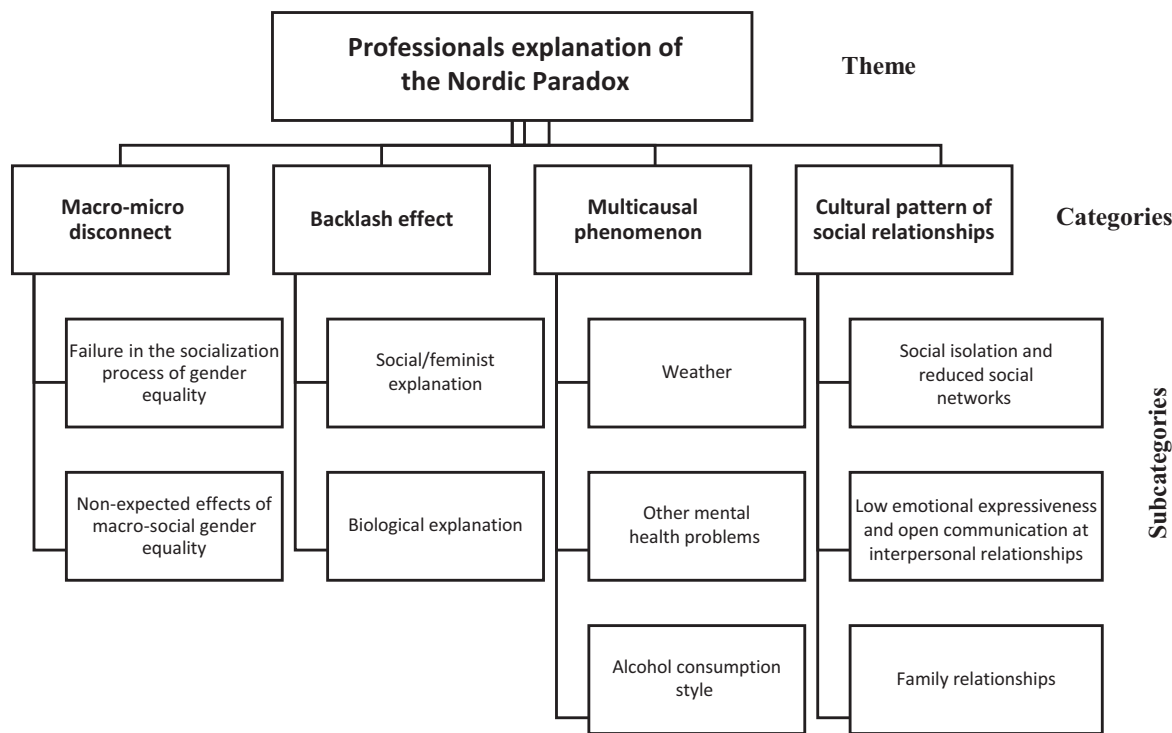 Professionals explanation of
the Nordic Paradox
Theme
Macro-micro
disconnect
Backlash effect
Multicausal
phenomenon
Cultural pattern of
social relationships
Categories
Failure in the socialization
process of gender
equality
Social/feminist
explanation
Weather
Social isolation and
reduced social
networks
Non-expected effects of
macro-social gender
equality
Biological explanation
Other mental
health problems
Low emotional expressiveness
and open communication at
interpersonal relationships
Subcategories
Alcohol consumption
style
Family relationships